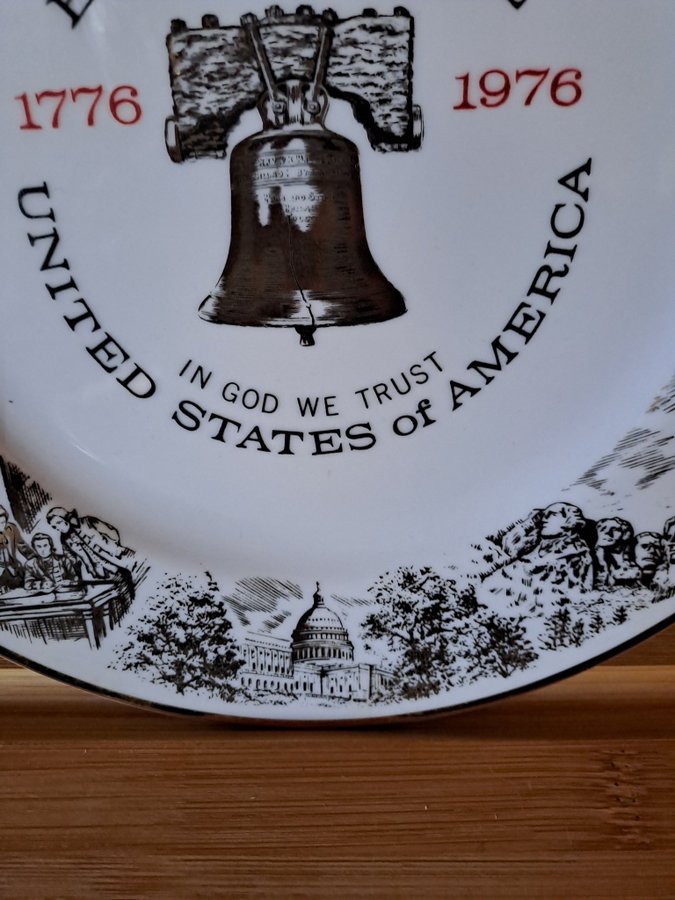 1776
1976
IN GOD WE TRUST
UNITED STATES of AMERICA